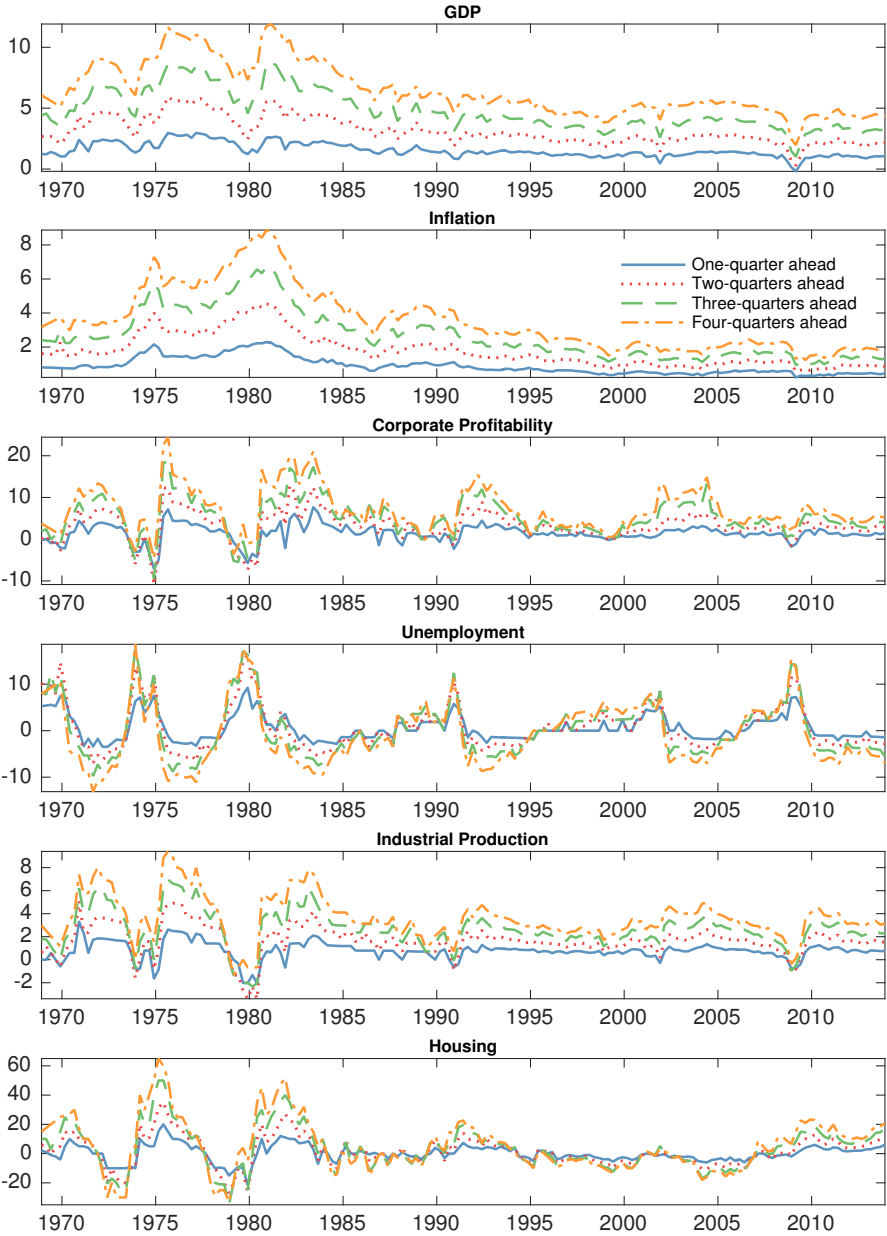 GDP
10
5
0
1970 1975 1980 1985 1990 1995 2000 2005 2010
Inflation
8
6
4
2
One-quarter ahead
Two-quarters ahead
Three-quarters ahead
Four-quarters ahead
1970 1975 1980 1985 1990 1995 2000 2005 2010
Corporate Profitability
20
10
0
-10
1970 1975 1980 1985 1990 1995 2000 2005 2010
Unemployment
10
0
-10
1970 1975 1980 1985 1990 1995 2000 2005 2010
Industrial Production
8
6
4
2
0
-2
1970 1975 1980 1985 1990 1995 2000 2005 2010
Housing
60
40
20
0
-20
1970 1975 1980 1985 1990 1995 2000 2005 2010